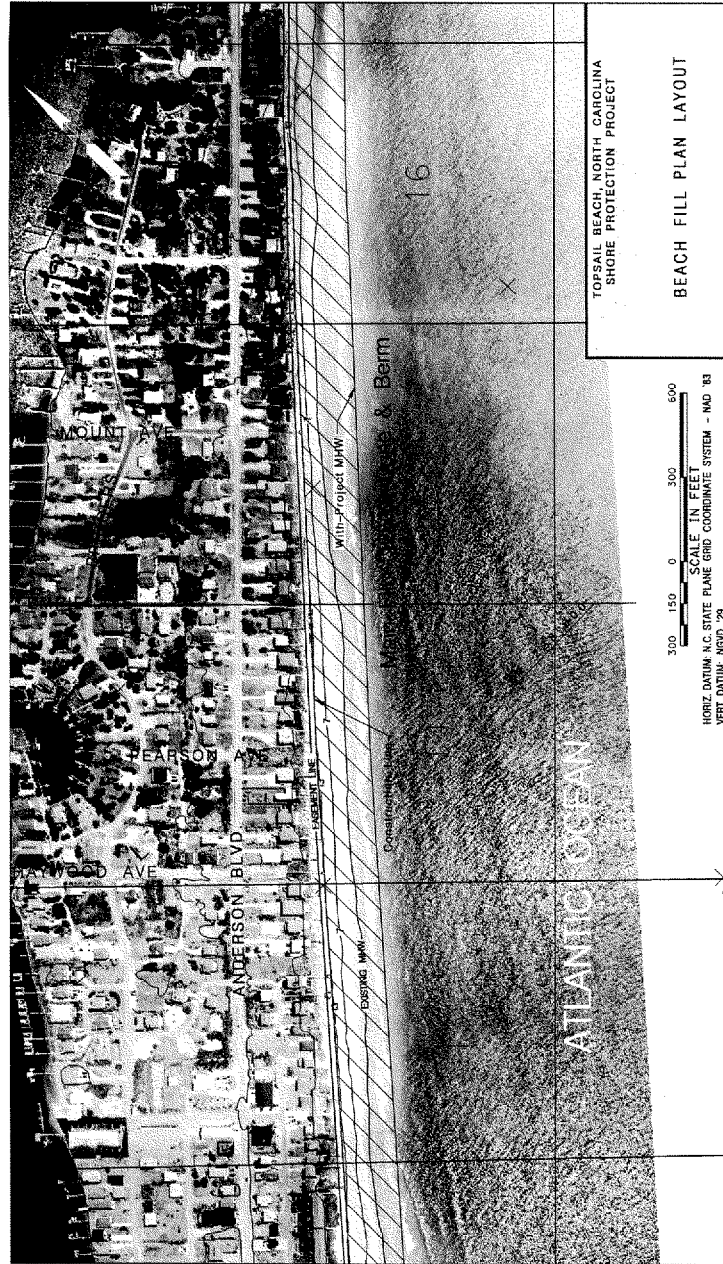 TOPSAIL BEACH, NORTH CAROLINA
SHORE PROTECTION PROJECT
BEACH FILL PLAN LAYOUT
16
MOUNT AVE
PEARSON AVE
HAYWOOD AVE
ANDERSON BLVD
EASEMENT LINE
With-Project MHW
& Berm
EXISTING MHW
ATLANTIC OCEAN
300 150 0 300 600
SCALE IN FEET
HORIZ. DATUM: N.C. STATE PLANE GRID COORDINATE SYSTEM - NAD '83
VERT. DATUM: NGVD '29